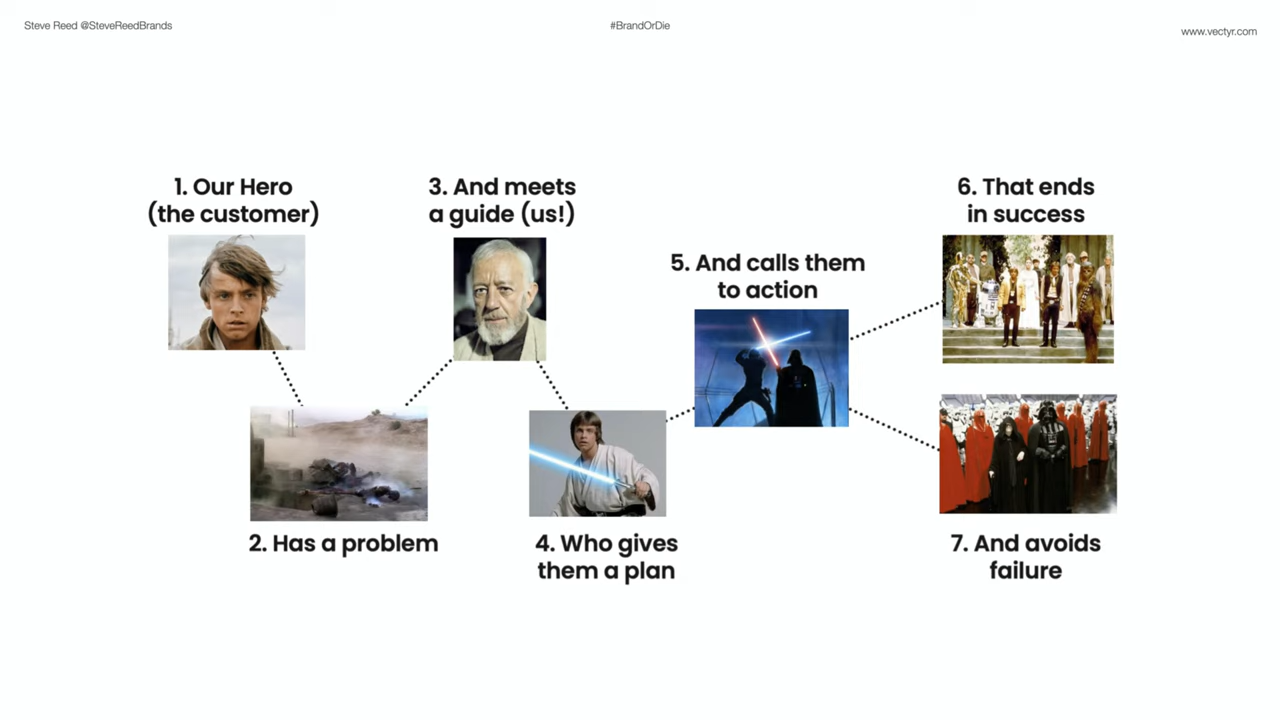 Steve Reed @SteveReedBrands
#BrandOrDie
www.vectyr.com
1. Our Hero
(the customer)
2. Has a problem
3. And meets
a guide (us!)
4. Who gives
them a plan
5. And calls them
to action
6. That ends
in success
7. And avoids
failure